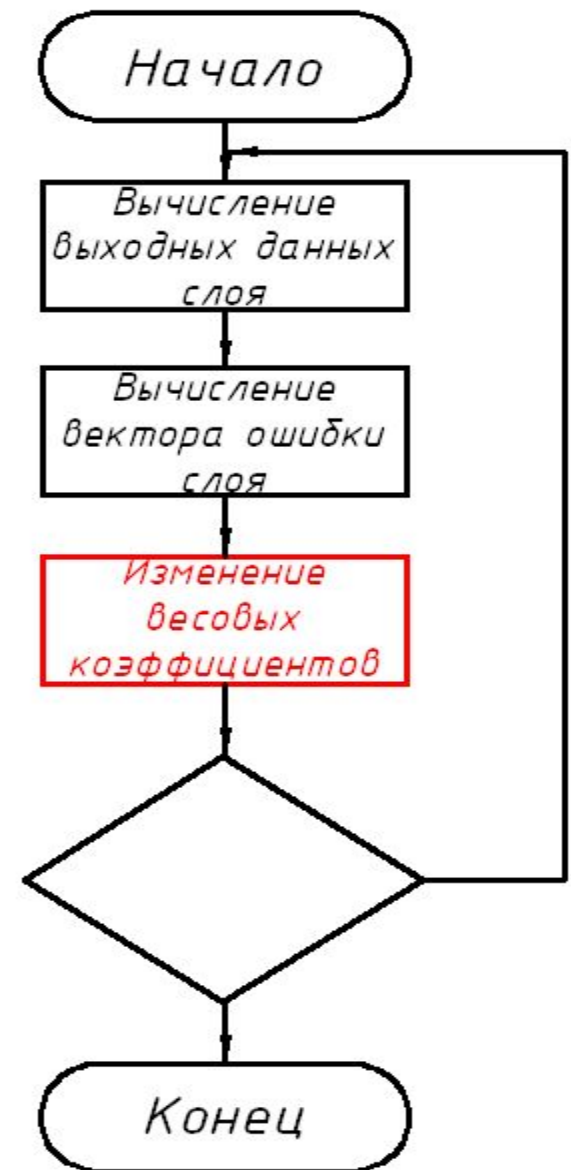 Начало
Вычисление
выходных данных
слоя
Вычисление
вектора ошибки
слоя
Изменение
весовых
коэффициентов
Конец